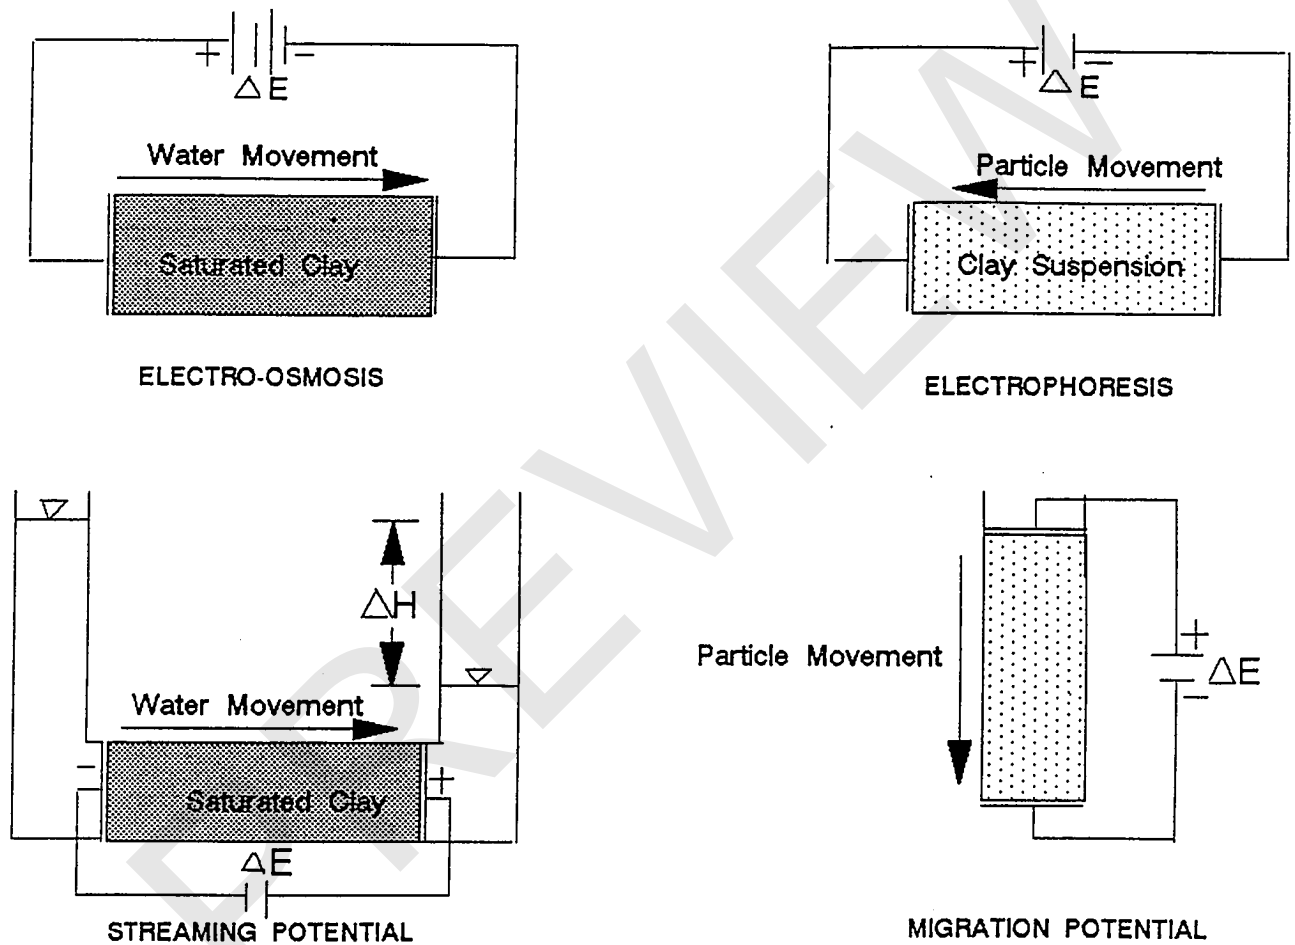 + -
ΔE
Water Movement
Saturated Clay
ELECTRO-OSMOSIS
+ -
ΔE
Particle Movement
Clay Suspension
ELECTROPHORESIS
ΔH
Water Movement
- +
Saturated Clay
ΔE
STREAMING POTENTIAL
Particle Movement
+
ΔE
-
MIGRATION POTENTIAL
PREVIEW